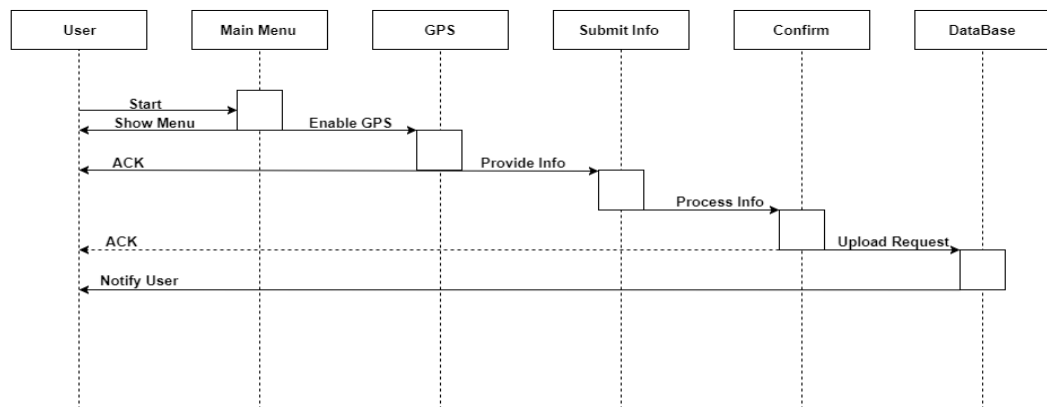 User
Main Menu
GPS
Submit Info
Confirm
DataBase
Start
Show Menu
Enable GPS
ACK
Provide Info
Process Info
ACK
Upload Request
Notify User